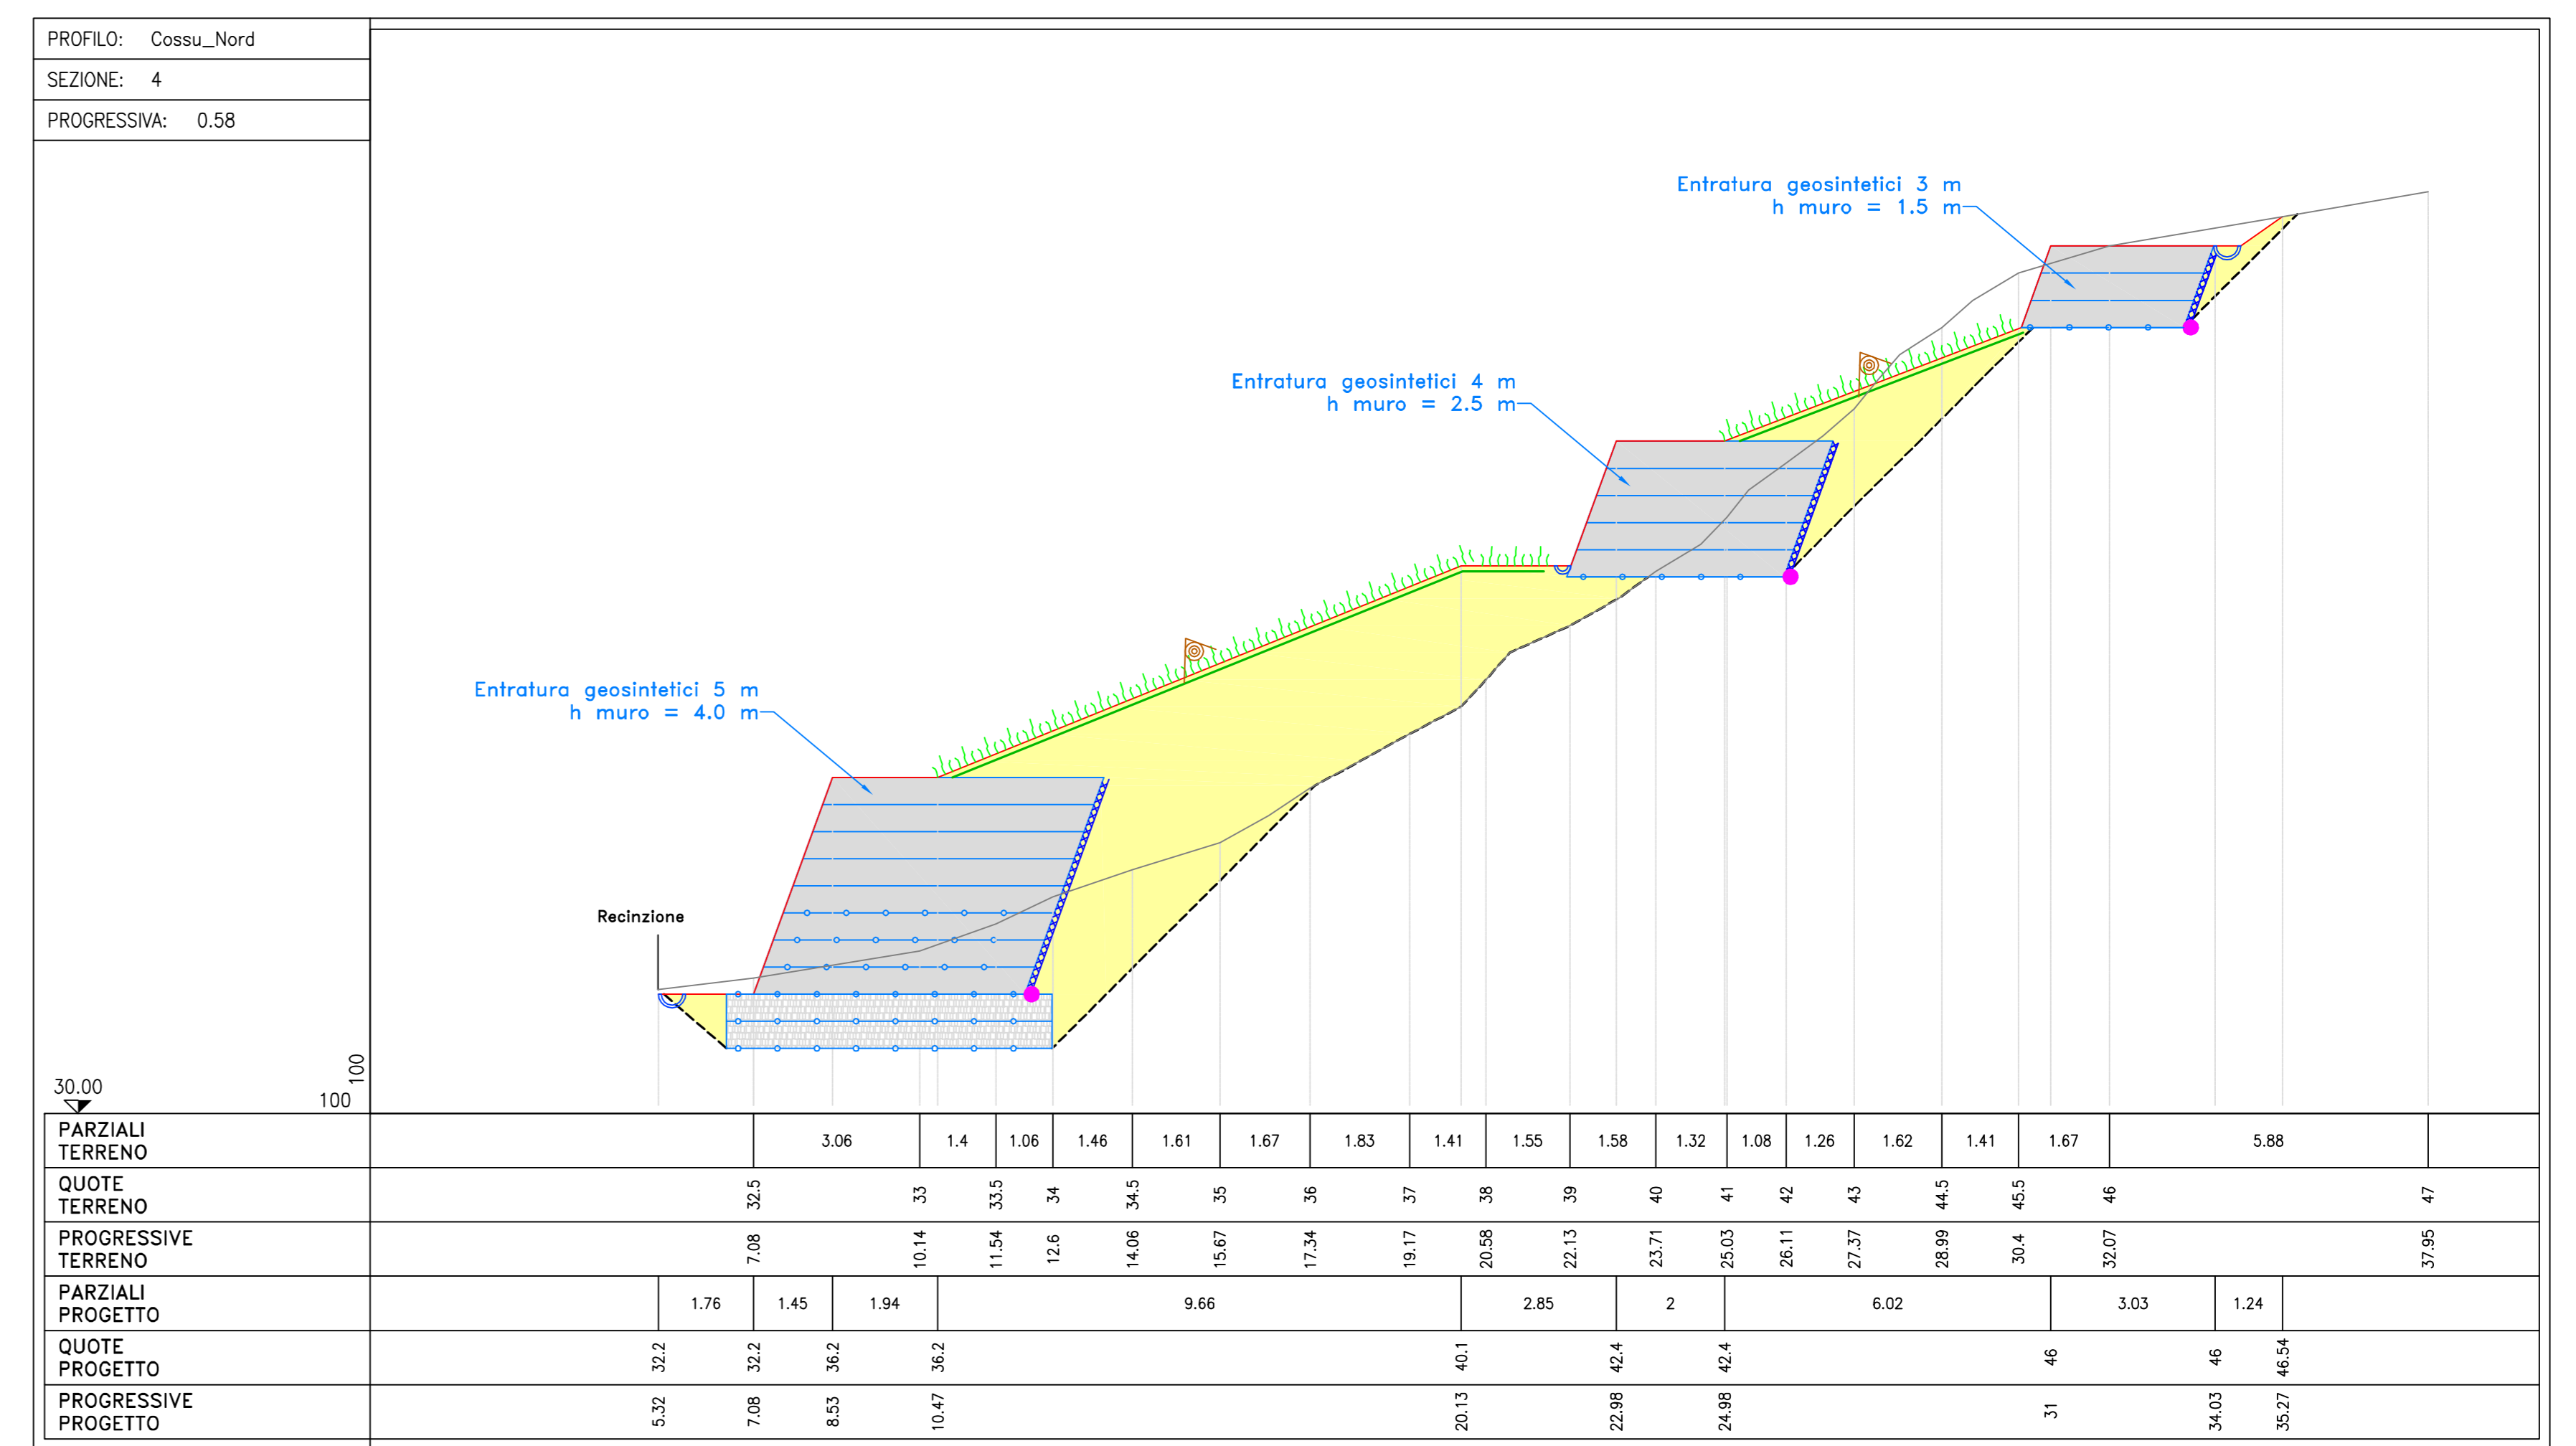 PROFILO: Cossu_Nord
SEZIONE: 4
PROGRESSIVA: 0.58
Entratura geosintetici 3 m
h muro = 1.5 m
Entratura geosintetici 4 m
h muro = 2.5 m
Entratura geosintetici 5 m
h muro = 4.0 m
Recinzione
30.00
100
100
PARZIALI
TERRENO
3.06 1.4 1.06 1.46 1.61 1.67 1.83 1.41 1.55 1.58 1.32 1.08 1.26 1.62 1.41 1.67 5.88
QUOTE
TERRENO
32.5 33 33.5 34 34.5 35 36 37 38 39 40 41 42 43 44.5 45.5 46 47
PROGRESSIVE
TERRENO
7.08 10.14 11.54 12.6 14.06 15.67 17.34 19.17 20.58 22.13 23.71 25.03 26.11 27.37 28.99 30.4 32.07 37.95
PARZIALI
PROGETTO
1.76 1.45 1.94 9.66 2.85 2 6.02 3.03 1.24
QUOTE
PROGETTO
32.2 32.2 36.2 36.2 40.1 42.4 42.4 46 46 46.54
PROGRESSIVE
PROGETTO
5.32 7.08 8.53 10.47 20.13 22.98 24.98 31 34.03 35.27